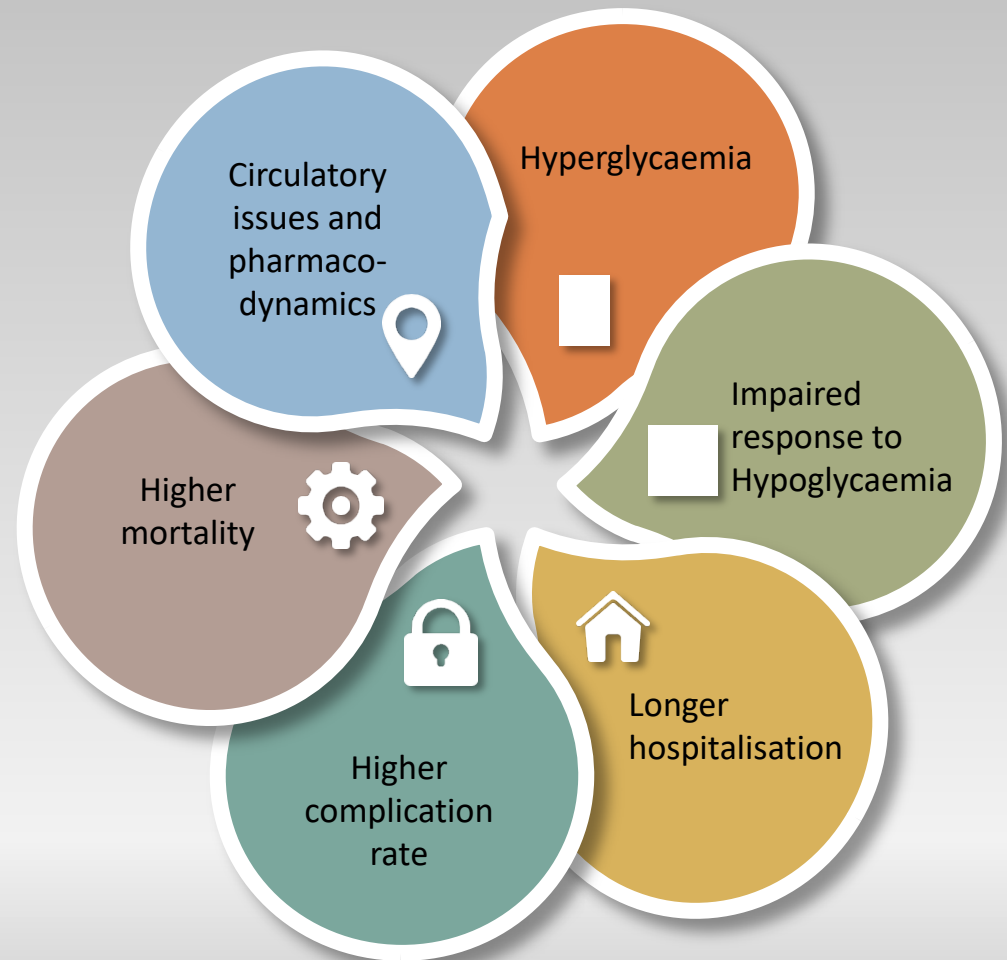 Circulatory
issues and
pharmaco-
dynamics
Hyperglycaemia
Impaired
response to
Hypoglycaemia
Longer
hospitalisation
Higher
complication
rate
Higher
mortality